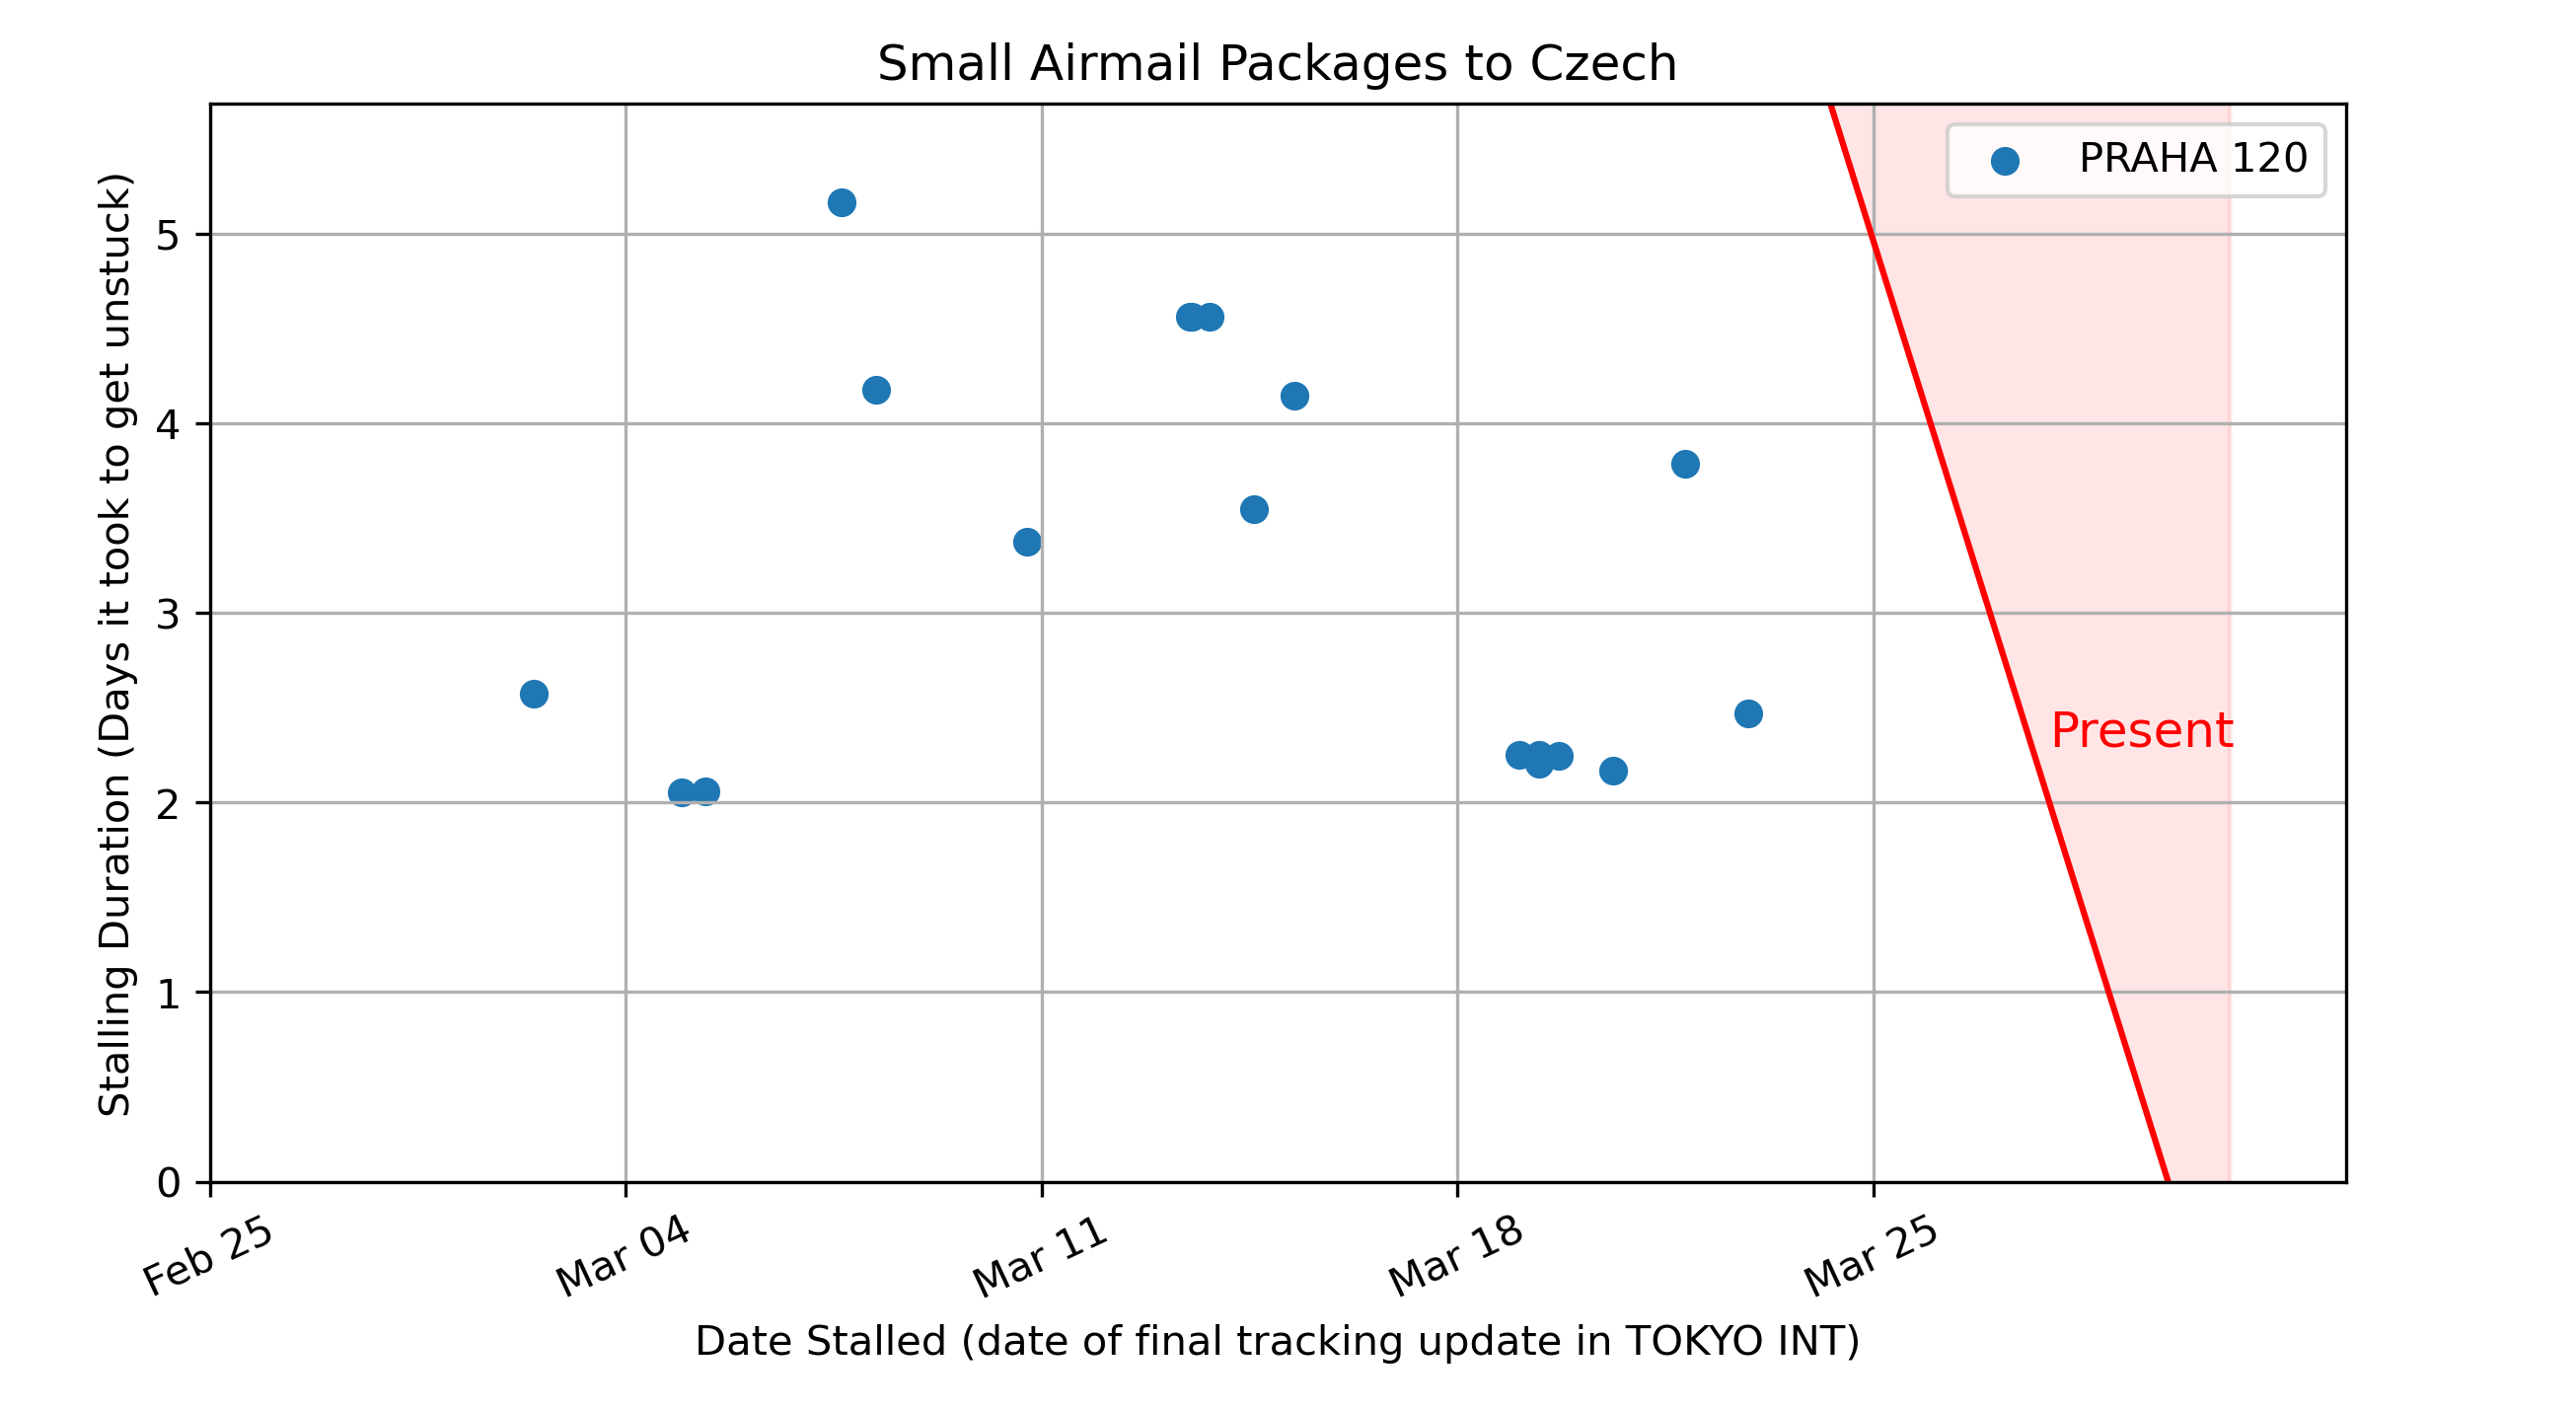 Small Airmail Packages to Czech
PRAHA 120
Stalling Duration (Days it took to get unstuck)
5
4
3
2
1
0
Present
Feb 25
Mar 04
Mar 11
Mar 18
Mar 25
Date Stalled (date of final tracking update in TOKYO INT)